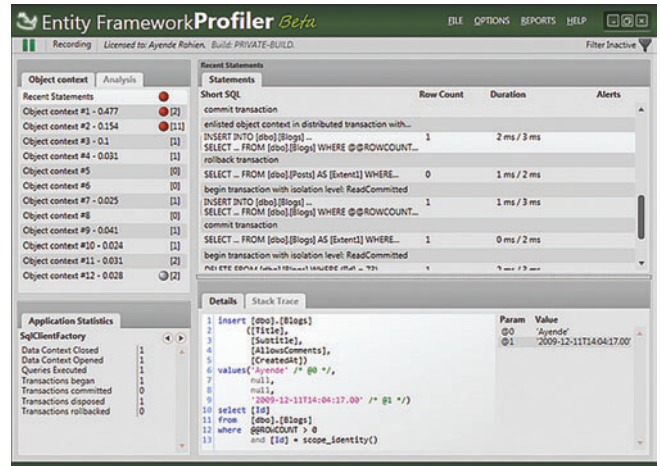 Entity FrameworkProfiler Beta
FILE OPTIONS REPORTS HELP
Recording Licensed to: Ayende Rahien. Build: PRIVATE-BUILD.
Filter Inactive
Object context Analysis
Recent Statements
Object context #1 - 0.477 [2]
Object context #2 - 0.154 [11]
Object context #3 - 0.1 [1]
Object context #4 - 0.031 [1]
Object context #5 [0]
Object context #6 [0]
Object context #7 - 0.025 [1]
Object context #8 [0]
Object context #9 - 0.041 [1]
Object context #10 - 0.024 [1]
Object context #11 - 0.031 [2]
Object context #12 - 0.028 [2]
Application Statistics
SqlClientFactory
Data Context Closed 1
Data Context Opened 1
Queries Executed 1
Transactions began 1
Transactions committed 0
Transactions disposed 1
Transactions rollbacked 0
Recent Statements
Statements
Short SQL Row Count Duration Alerts
commit transaction
enlisted object context in distributed transaction with...
INSERT INTO [dbo].[Blogs] ... 1 2 ms / 3 ms
SELECT ... FROM [dbo].[Blogs] WHERE @@ROWCOUNT...
rollback transaction
SELECT ... FROM [dbo].[Posts] AS [Extent1] WHERE... 0 1 ms / 2 ms
begin transaction with isolation level: ReadCommitted
INSERT INTO [dbo].[Blogs] ... 1 1 ms / 3 ms
SELECT ... FROM [dbo].[Blogs] WHERE @@ROWCOUNT...
commit transaction
SELECT ... FROM [dbo].[Blogs] AS [Extent1] WHERE... 1 0 ms / 2 ms
begin transaction with isolation level: ReadCommitted
DELETE FROM [dbo].[Blogs] WHERE ([Id] = 73) 1 2 ms / 3 ms
Details Stack Trace
1 insert [dbo].[Blogs]
2 ([Title],
3 [Subtitle],
4 [AllowsComments],
5 [CreatedAt])
6 values('Ayende' /* @0 */,
7 null,
8 null,
9 '2009-12-11T14:04:17.00' /* @1 */)
10 select [Id]
11 from [dbo].[Blogs]
12 where @@ROWCOUNT > 0
13 and [Id] = scope_identity()
Param Value
@0 'Ayende'
@1 '2009-12-11T14:04:17.00'